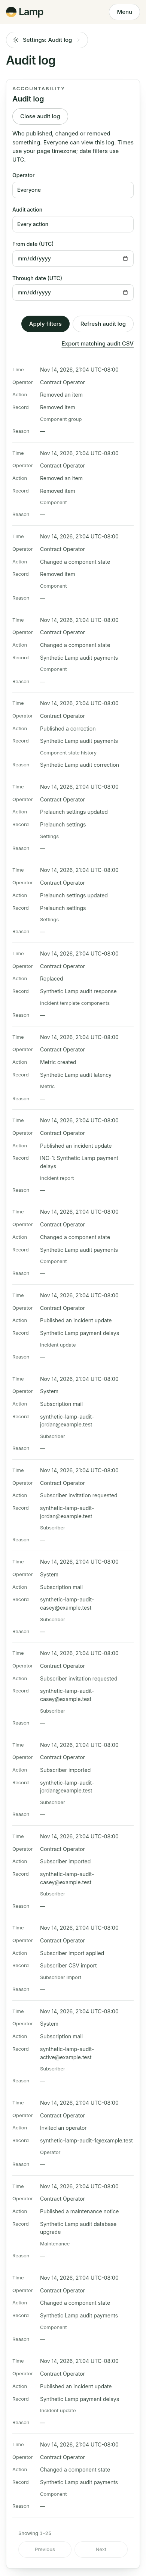 Lamp
Menu
Settings: Audit log
Audit log
ACCOUNTABILITY
Audit log
Close audit log
Who published, changed or removed
something. Everyone can view this log. Times
use your page timezone; date filters use
UTC.
Operator
Everyone
Audit action
Every action
From date (UTC)
mm/dd/yyyy
Through date (UTC)
mm/dd/yyyy
Apply filters
Refresh audit log
Export matching audit CSV
Time Nov 14, 2026, 21:04 UTC-08:00
Operator Contract Operator
Action Removed an item
Record Removed item
Component group
Reason —
Time Nov 14, 2026, 21:04 UTC-08:00
Operator Contract Operator
Action Removed an item
Record Removed item
Component
Reason —
Time Nov 14, 2026, 21:04 UTC-08:00
Operator Contract Operator
Action Changed a component state
Record Removed item
Component
Reason —
Time Nov 14, 2026, 21:04 UTC-08:00
Operator Contract Operator
Action Changed a component state
Record Synthetic Lamp audit payments
Component
Reason —
Time Nov 14, 2026, 21:04 UTC-08:00
Operator Contract Operator
Action Published a correction
Record Synthetic Lamp audit payments
Component state history
Reason Synthetic Lamp audit correction
Time Nov 14, 2026, 21:04 UTC-08:00
Operator Contract Operator
Action Prelaunch settings updated
Record Prelaunch settings
Settings
Reason —
Time Nov 14, 2026, 21:04 UTC-08:00
Operator Contract Operator
Action Prelaunch settings updated
Record Prelaunch settings
Settings
Reason —
Time Nov 14, 2026, 21:04 UTC-08:00
Operator Contract Operator
Action Replaced
Record Synthetic Lamp audit response
Incident template components
Reason —
Time Nov 14, 2026, 21:04 UTC-08:00
Operator Contract Operator
Action Metric created
Record Synthetic Lamp audit latency
Metric
Reason —
Time Nov 14, 2026, 21:04 UTC-08:00
Operator Contract Operator
Action Published an incident update
Record INC-1: Synthetic Lamp payment
delays
Incident report
Reason —
Time Nov 14, 2026, 21:04 UTC-08:00
Operator Contract Operator
Action Changed a component state
Record Synthetic Lamp audit payments
Component
Reason —
Time Nov 14, 2026, 21:04 UTC-08:00
Operator Contract Operator
Action Published an incident update
Record Synthetic Lamp payment delays
Incident update
Reason —
Time Nov 14, 2026, 21:04 UTC-08:00
Operator System
Action Subscription mail
Record synthetic-lamp-audit-
jordan@example.test
Subscriber
Reason —
Time Nov 14, 2026, 21:04 UTC-08:00
Operator Contract Operator
Action Subscriber invitation requested
Record synthetic-lamp-audit-
jordan@example.test
Subscriber
Reason —
Time Nov 14, 2026, 21:04 UTC-08:00
Operator System
Action Subscription mail
Record synthetic-lamp-audit-
casey@example.test
Subscriber
Reason —
Time Nov 14, 2026, 21:04 UTC-08:00
Operator Contract Operator
Action Subscriber invitation requested
Record synthetic-lamp-audit-
casey@example.test
Subscriber
Reason —
Time Nov 14, 2026, 21:04 UTC-08:00
Operator Contract Operator
Action Subscriber imported
Record synthetic-lamp-audit-
jordan@example.test
Subscriber
Reason —
Time Nov 14, 2026, 21:04 UTC-08:00
Operator Contract Operator
Action Subscriber imported
Record synthetic-lamp-audit-
casey@example.test
Subscriber
Reason —
Time Nov 14, 2026, 21:04 UTC-08:00
Operator Contract Operator
Action Subscriber import applied
Record Subscriber CSV import
Subscriber import
Reason —
Time Nov 14, 2026, 21:04 UTC-08:00
Operator System
Action Subscription mail
Record synthetic-lamp-audit-
active@example.test
Subscriber
Reason —
Time Nov 14, 2026, 21:04 UTC-08:00
Operator Contract Operator
Action Invited an operator
Record synthetic-lamp-audit-1@example.test
Operator
Reason —
Time Nov 14, 2026, 21:04 UTC-08:00
Operator Contract Operator
Action Published a maintenance notice
Record Synthetic Lamp audit database
upgrade
Maintenance
Reason —
Time Nov 14, 2026, 21:04 UTC-08:00
Operator Contract Operator
Action Changed a component state
Record Synthetic Lamp audit payments
Component
Reason —
Time Nov 14, 2026, 21:04 UTC-08:00
Operator Contract Operator
Action Published an incident update
Record Synthetic Lamp payment delays
Incident update
Reason —
Time Nov 14, 2026, 21:04 UTC-08:00
Operator Contract Operator
Action Changed a component state
Record Synthetic Lamp audit payments
Component
Reason —
Showing 1–25
Previous
Next